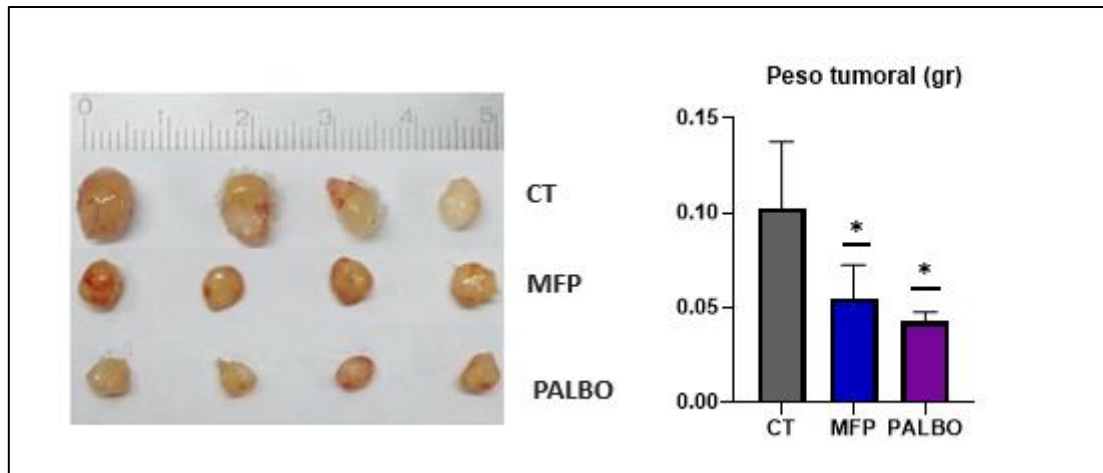 0 1 2 3 4 5
CT
MFP
PALBO
Peso tumoral (gr)
0.15
0.10
0.05
0.00
*
*
CT MFP PALBO